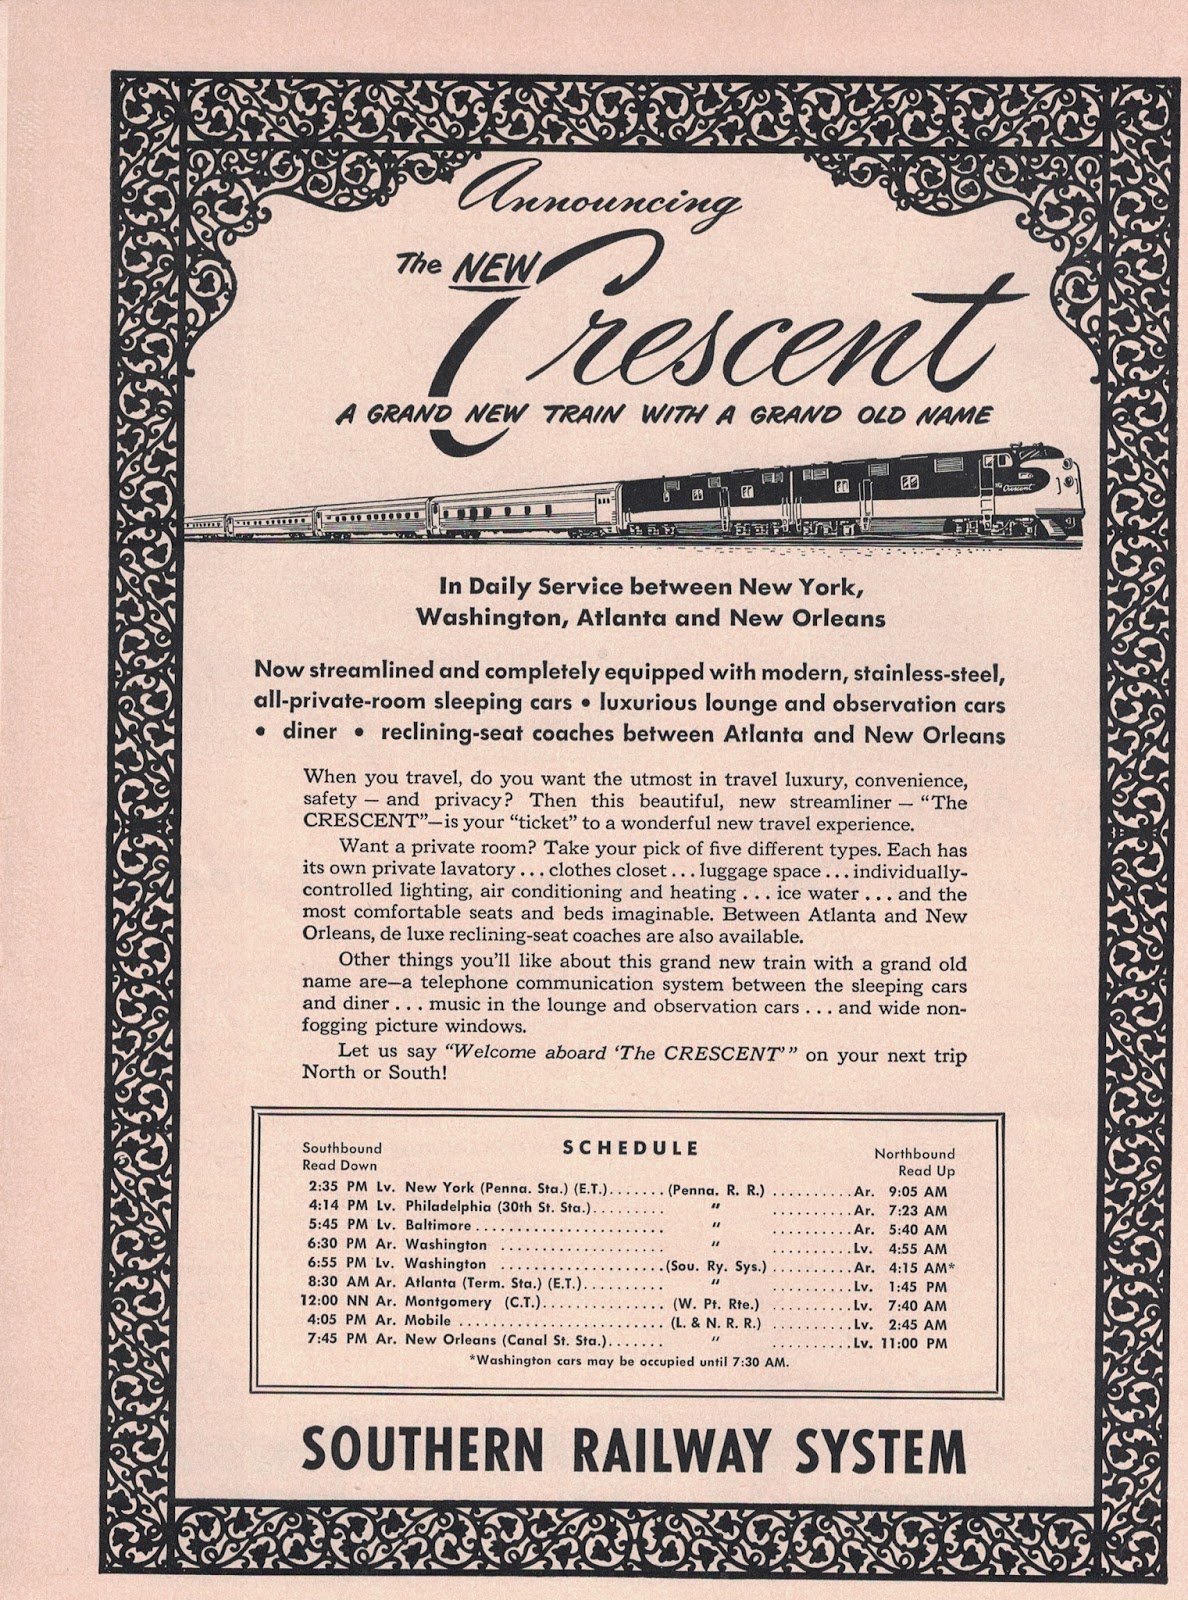 Announcing
The NEW
Crescent
A GRAND NEW TRAIN WITH A GRAND OLD NAME
The Crescent
In Daily Service between New York,
Washington, Atlanta and New Orleans
Now streamlined and completely equipped with modern, stainless-steel,
all-private-room sleeping cars • luxurious lounge and observation cars
• diner • reclining-seat coaches between Atlanta and New Orleans
When you travel, do you want the utmost in travel luxury, convenience,
safety — and privacy? Then this beautiful, new streamliner — “The
CRESCENT”—is your “ticket” to a wonderful new travel experience.
Want a private room? Take your pick of five different types. Each has
its own private lavatory . . . clothes closet . . . luggage space . . . individually-
controlled lighting, air conditioning and heating . . . ice water . . . and the
most comfortable seats and beds imaginable. Between Atlanta and New
Orleans, de luxe reclining-seat coaches are also available.
Other things you’ll like about this grand new train with a grand old
name are—a telephone communication system between the sleeping cars
and diner . . . music in the lounge and observation cars . . . and wide non-
fogging picture windows.
Let us say “Welcome aboard ‘The CRESCENT’ ” on your next trip
North or South!
Southbound SCHEDULE Northbound
Read Down Read Up
2:35 PM Lv. New York (Penna. Sta.) (E.T.)....... (Penna. R. R.) ..........Ar. 9:05 AM
4:14 PM Lv. Philadelphia (30th St. Sta.)......... " ..........Ar. 7:23 AM
5:45 PM Lv. Baltimore........................ " ..........Ar. 5:40 AM
6:30 PM Ar. Washington ..................... " ..........Lv. 4:55 AM
6:55 PM Lv. Washington .....................(Sou. Ry. Sys.) ..........Ar. 4:15 AM*
8:30 AM Ar. Atlanta (Term. Sta.) (E.T.).......... " ..........Lv. 1:45 PM
12:00 NN Ar. Montgomery (C.T.)................ (W. Pt. Rte.) ..........Lv. 7:40 AM
4:05 PM Ar. Mobile .......................... (L. & N. R. R.) ..........Lv. 2:45 AM
7:45 PM Ar. New Orleans (Canal St. Sta.)....... " ..........Lv. 11:00 PM
*Washington cars may be occupied until 7:30 AM.
SOUTHERN RAILWAY SYSTEM